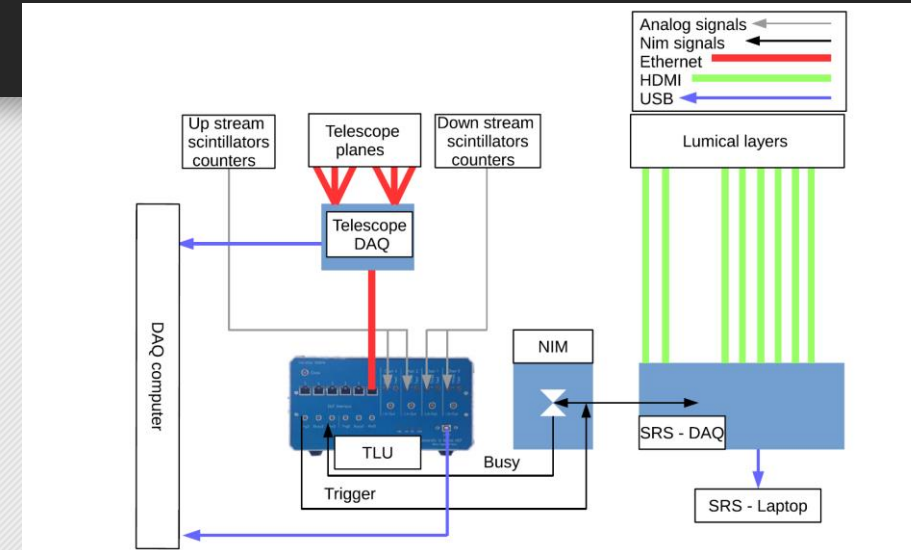 Analog signals
Nim signals
Ethernet
HDMI
USB
Up stream
scintillators
counters
Telescope
planes
Down stream
scintillators
counters
Lumical layers
Telescope
DAQ
DAQ computer
NIM
TLU
SRS - DAQ
Busy
Trigger
SRS - Laptop